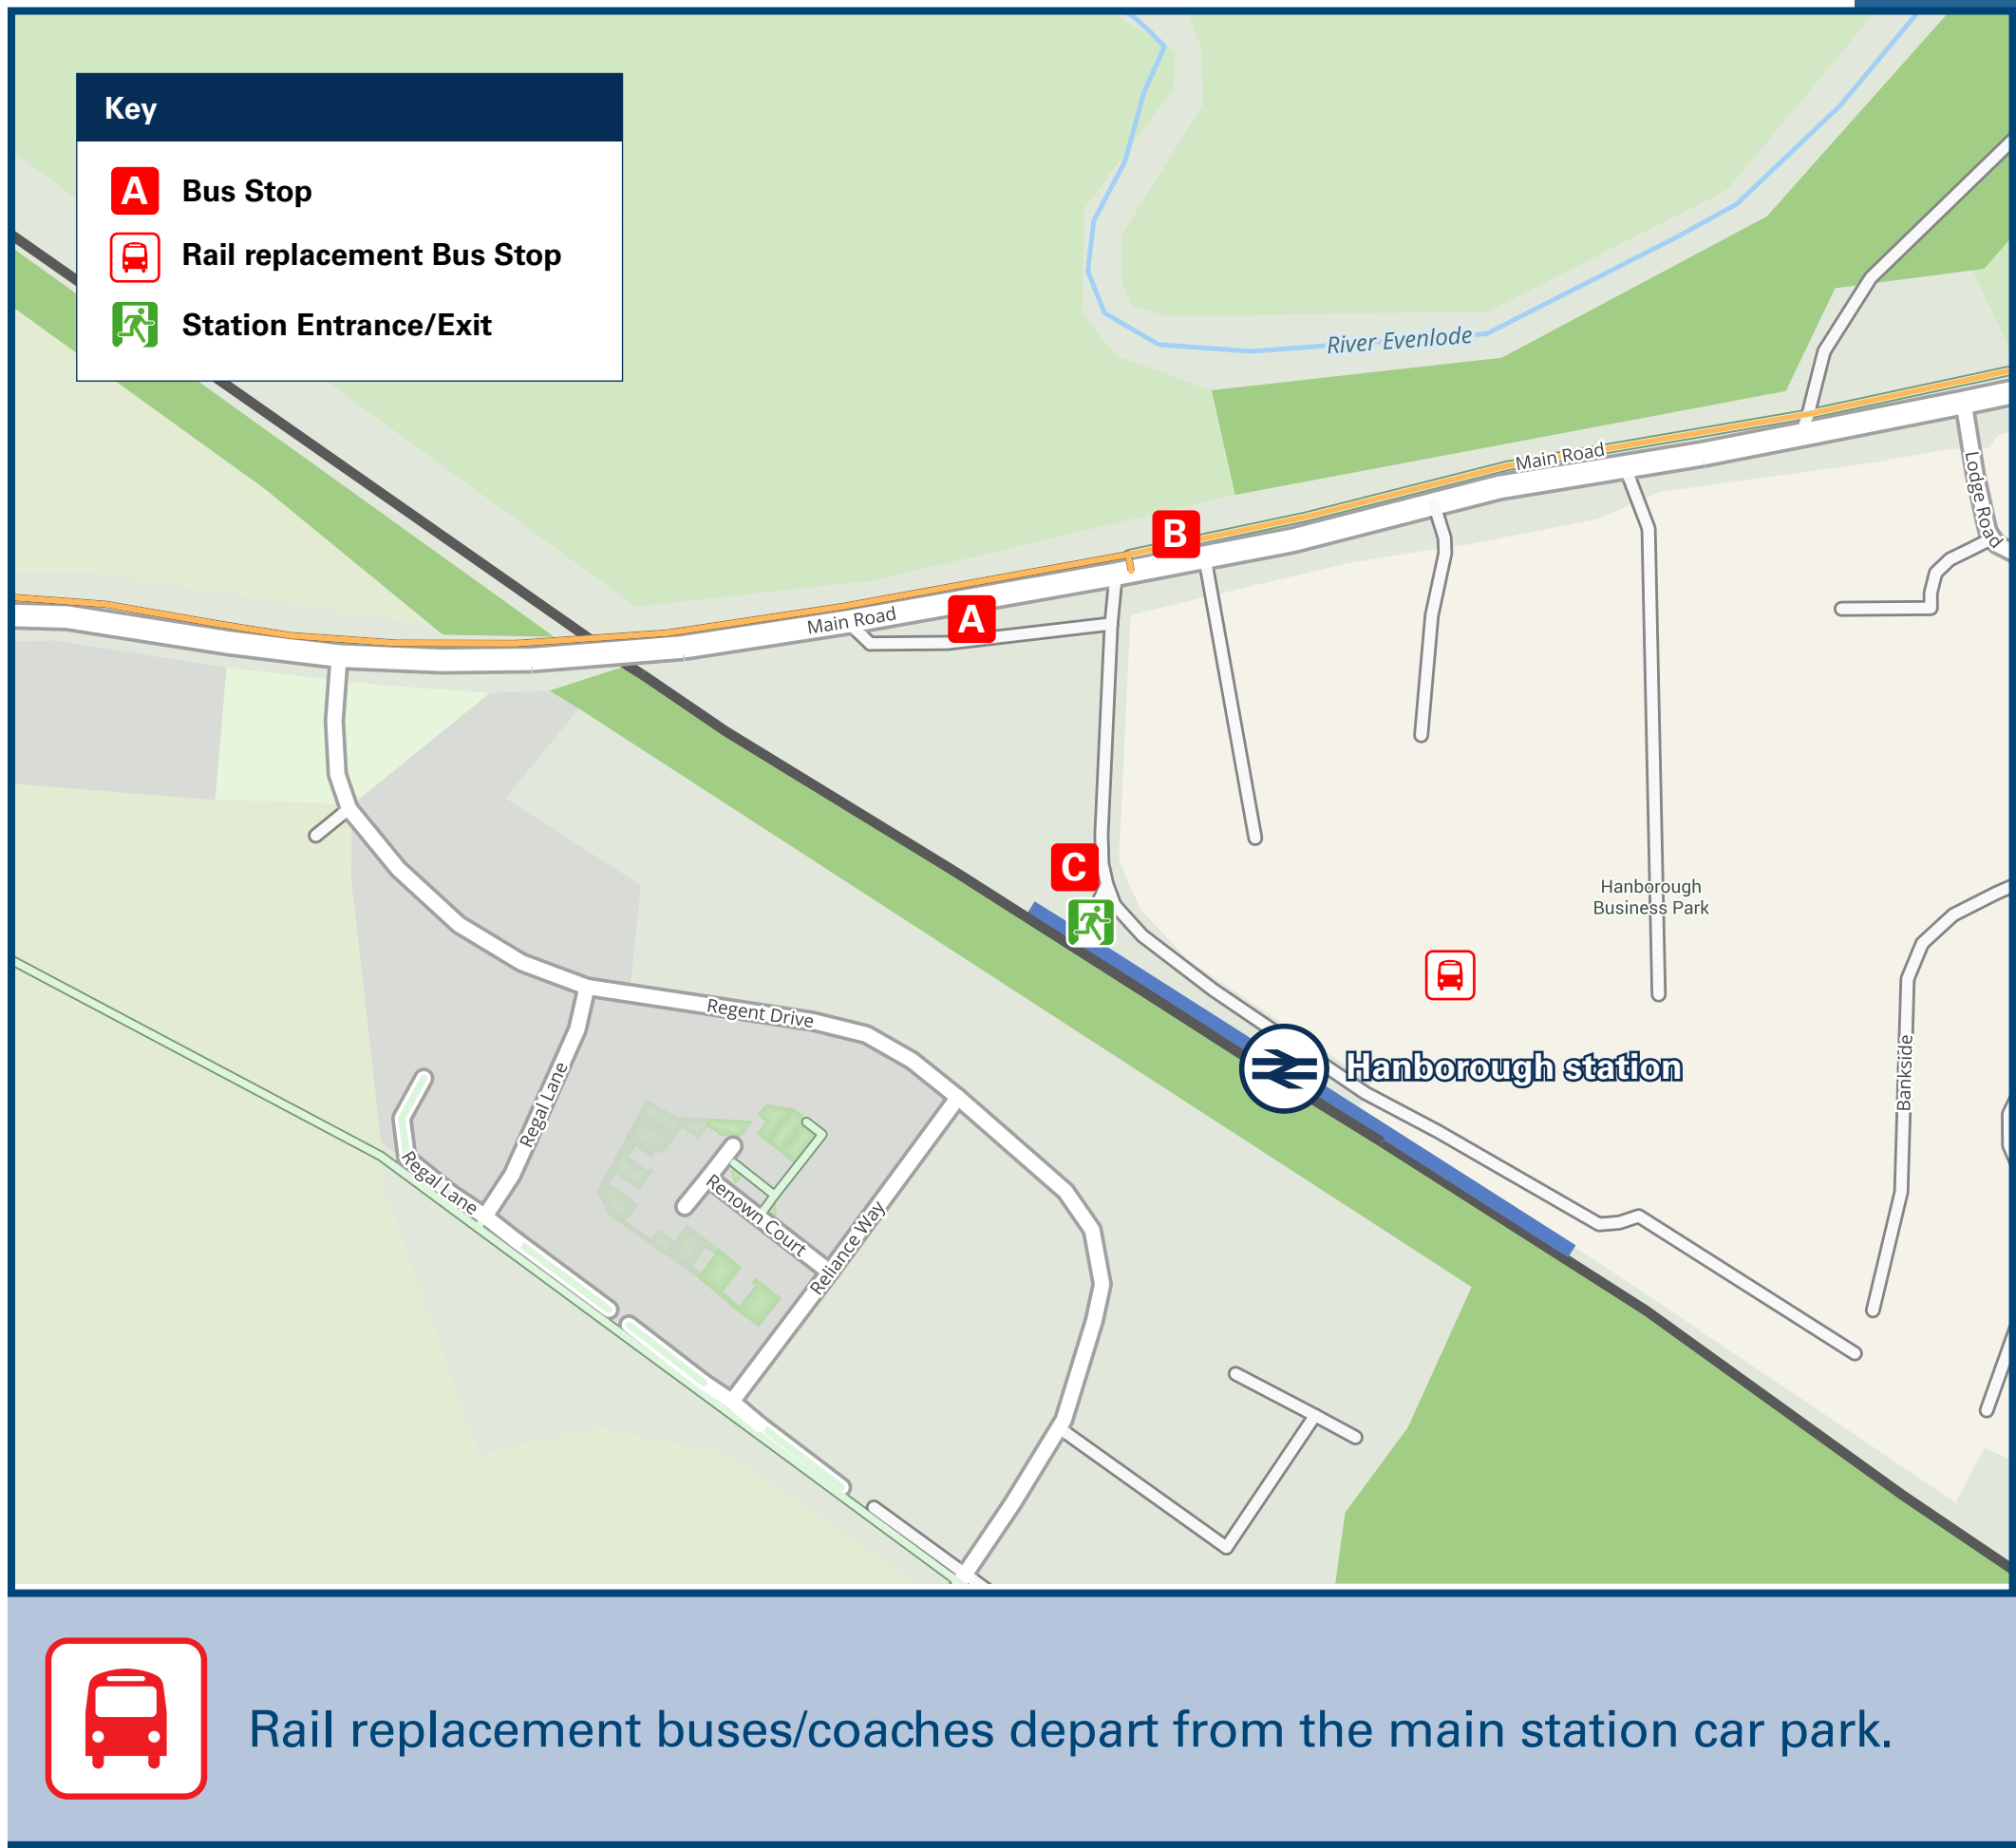 Key
A Bus Stop
Rail replacement Bus Stop
Station Entrance/Exit
River Evenlode
Main Road
Lodge Road
B
A
Main Road
C
Hanborough
Business Park
Regent Drive
Hanborough station
Bankside
Regal Lane
Regal Lane
Renown Court
Reliance Way
Rail replacement buses/coaches depart from the main station car park.